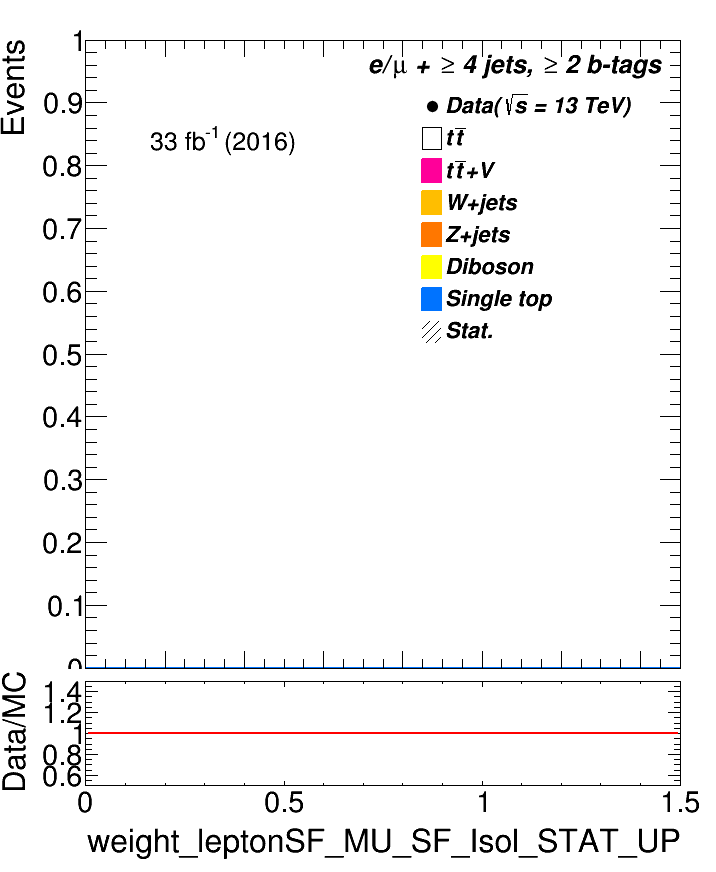 Events
1
e/μ + ≥ 4 jets, ≥ 2 b-tags
0.9
Data(√s = 13 TeV)
33 fb⁻¹ (2016)
tt̅
0.8
tt̅+V
W+jets
0.7
Z+jets
Diboson
0.6
Single top
Stat.
0.5
0.4
0.3
0.2
0.1
0
Data/MC
1.4
1.2
1
0.8
0.6
0 0.5 1 1.5
weight_leptonSF_MU_SF_Isol_STAT_UP